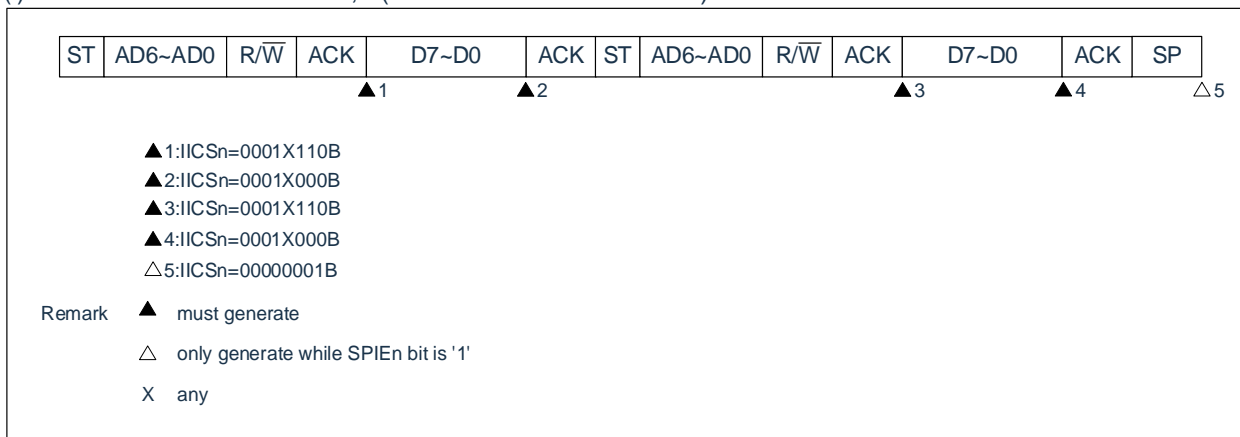 ST AD6~AD0 R/W̅ ACK D7~D0 ACK ST AD6~AD0 R/W̅ ACK D7~D0 ACK SP
▲1 ▲2 ▲3 ▲4 △5
▲1:IICSn=0001X110B
▲2:IICSn=0001X000B
▲3:IICSn=0001X110B
▲4:IICSn=0001X000B
△5:IICSn=00000001B
Remark ▲ must generate
△ only generate while SPIEn bit is '1'
X any